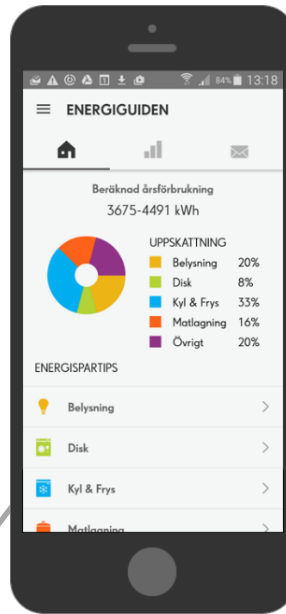 84% 13:18
ENERGIGUIDEN
Beräknad årsförbrukning
3675-4491 kWh
UPPSKATTNING
Belysning 20%
Disk 8%
Kyl & Frys 33%
Matlagning 16%
Övrigt 20%
ENERGISPARTIPS
Belysning
Disk
Kyl & Frys
Matlagning